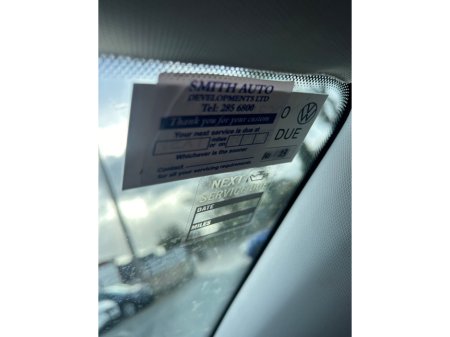 SMITH AUTO
DEVELOPMENTS LTD
Tel: 295 6800
Thank you for your custom
Your next service is due at
miles
or on
Whichever is the sooner
Contact
for all your servicing requirements
O
DUE
NEXT
SERVICE DUE
DATE
MILES